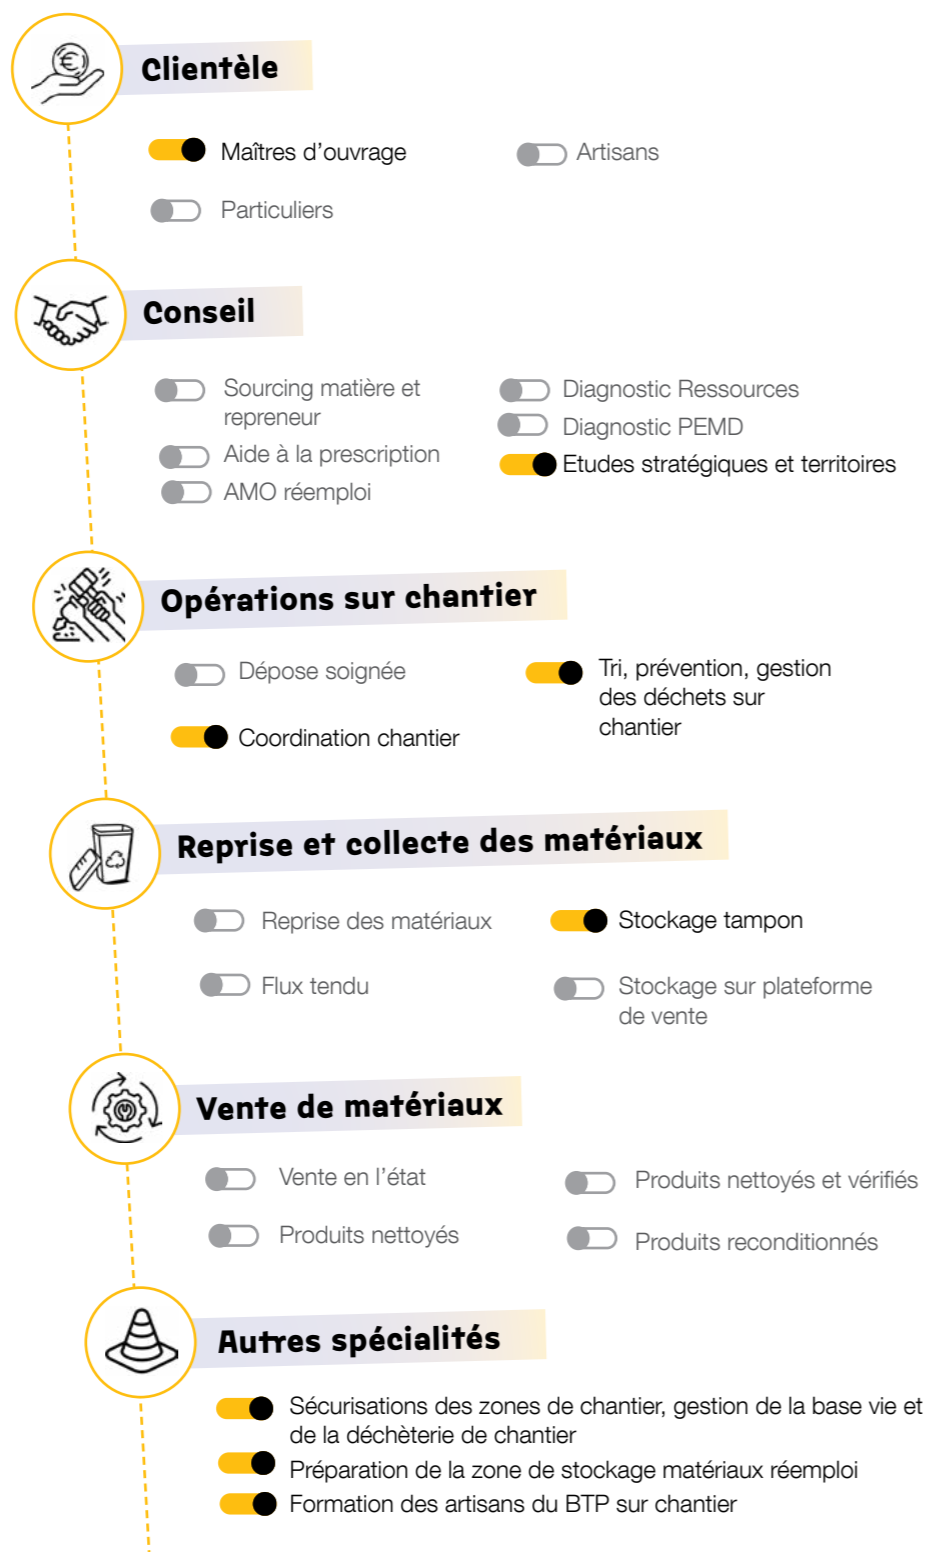 Clientèle
Maîtres d'ouvrage
Artisans
Particuliers
Conseil
Sourcing matière et
repreneur
Aide à la prescription
AMO réemploi
Diagnostic Ressources
Diagnostic PEMD
Etudes stratégiques et territoires
Opérations sur chantier
Dépose soignée
Coordination chantier
Tri, prévention, gestion
des déchets sur
chantier
Reprise et collecte des matériaux
Reprise des matériaux
Stockage tampon
Flux tendu
Stockage sur plateforme
de vente
Vente de matériaux
Vente en l'état
Produits nettoyés et vérifiés
Produits nettoyés
Produits reconditionnés
Autres spécialités
Sécurisations des zones de chantier, gestion de la base vie et
de la déchèterie de chantier
Préparation de la zone de stockage matériaux réemploi
Formation des artisans du BTP sur chantier